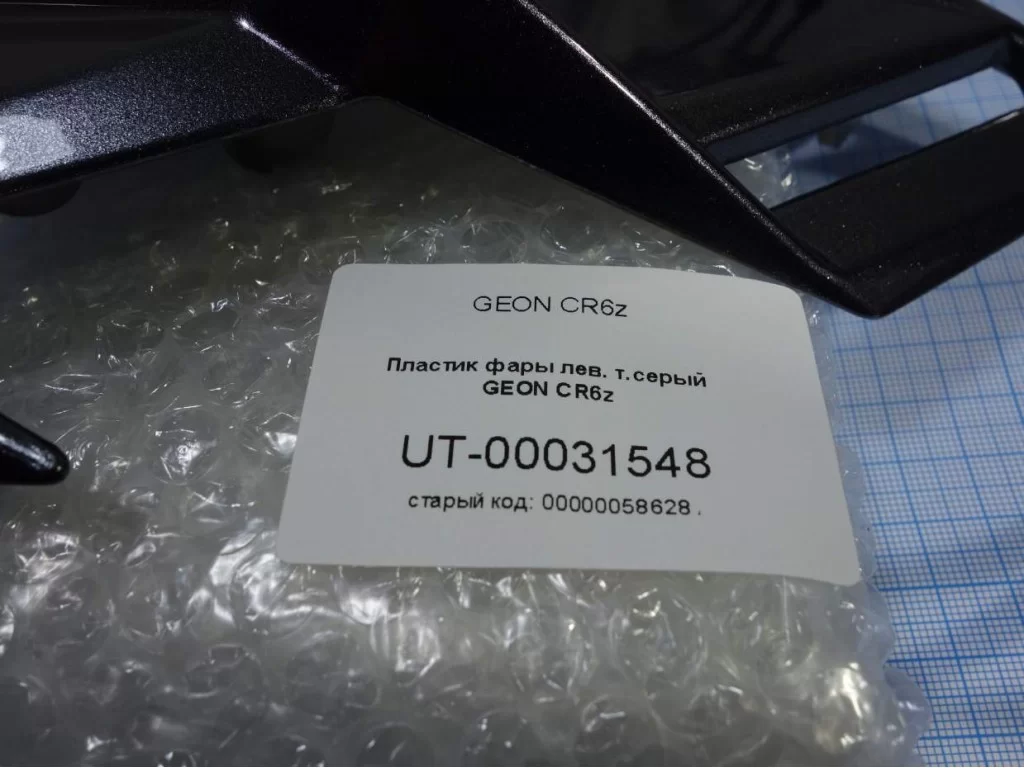 GEON CR6z
Пластик фары лев. т.серый
GEON CR6z
UT-00031548
старый код: 00000058628 .